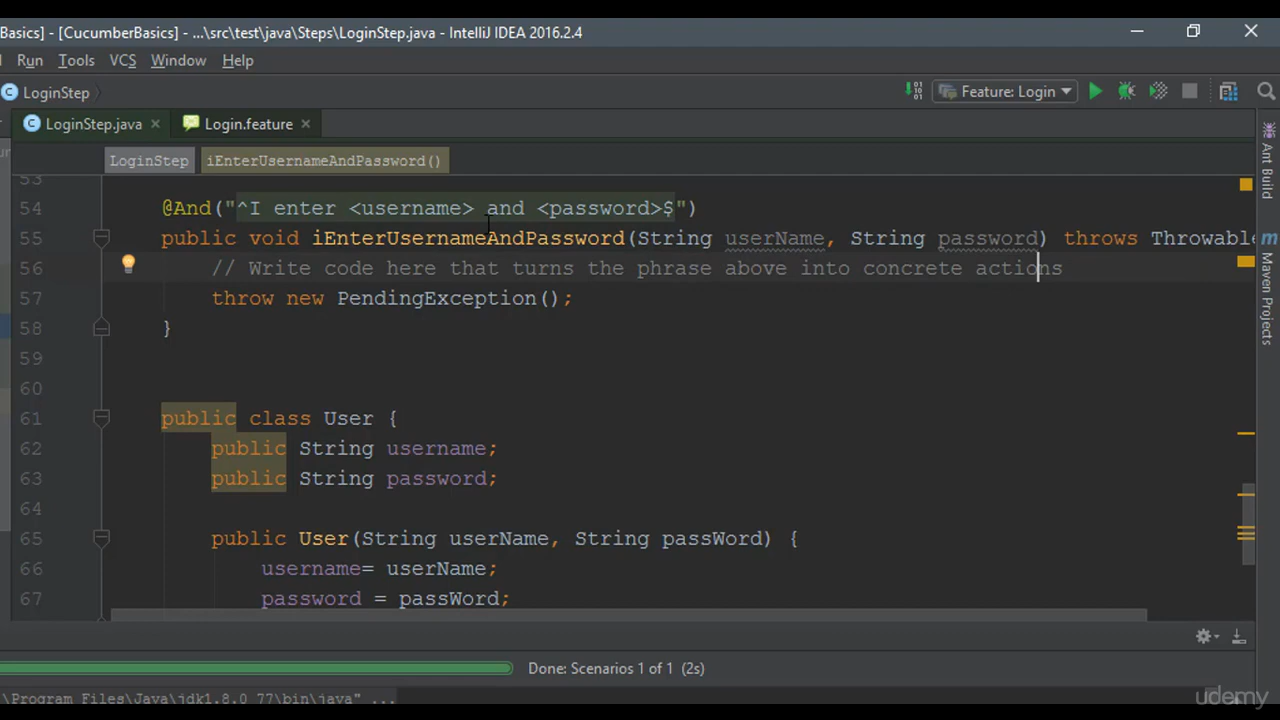 Basics] - [CucumberBasics] - ...\src\test\java\Steps\LoginStep.java - IntelliJ IDEA 2016.2.4
Run Tools VCS Window Help
LoginStep Feature: Login
LoginStep.java Login.feature
LoginStep iEnterUsernameAndPassword()
53
54 @And("^I enter <username> and <password>$")
55 public void iEnterUsernameAndPassword(String userName, String password) throws Throwabl
56 // Write code here that turns the phrase above into concrete actions
57 throw new PendingException();
58 }
59
60
61 public class User {
62 public String username;
63 public String password;
64
65 public User(String userName, String passWord) {
66 username= userName;
67 password = passWord;
Done: Scenarios 1 of 1 (2s)
\Program Files\Java\jdk1.8.0_77\bin\java" ...
Ant Build
Maven Projects
udemy